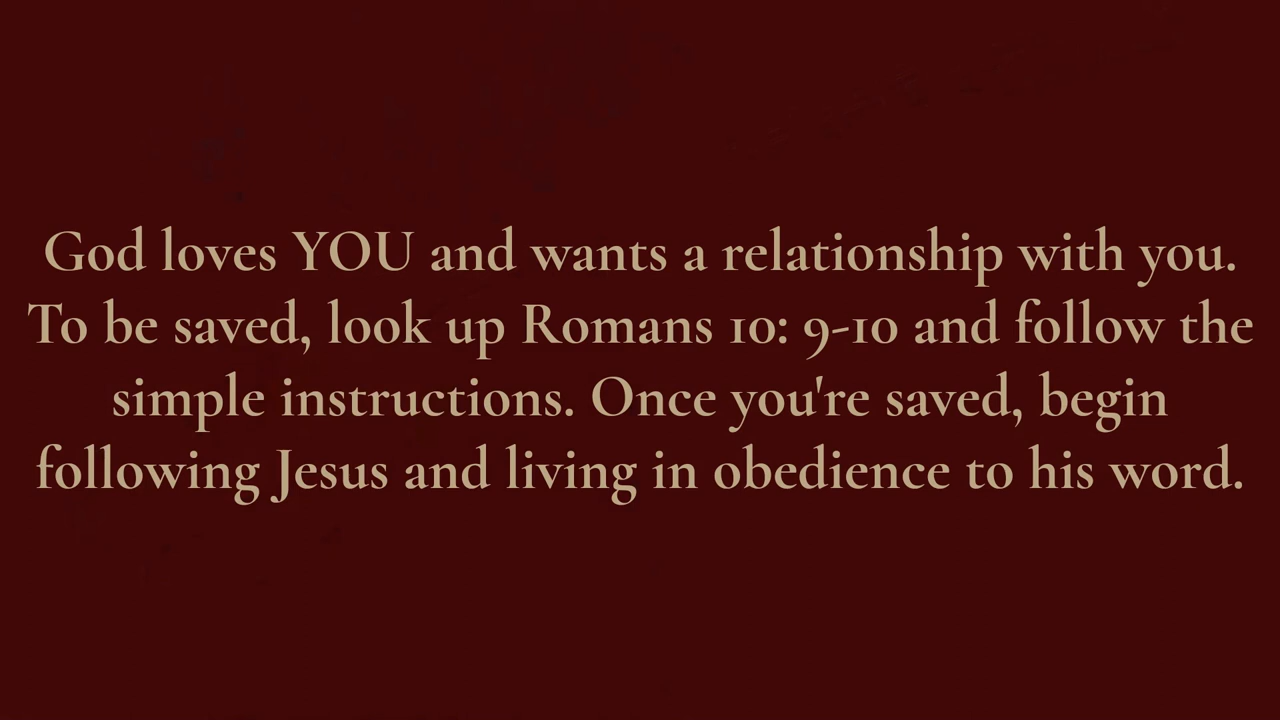 God loves YOU and wants a relationship with you.
To be saved, look up Romans 10: 9-10 and follow the
simple instructions. Once you're saved, begin
following Jesus and living in obedience to his word.